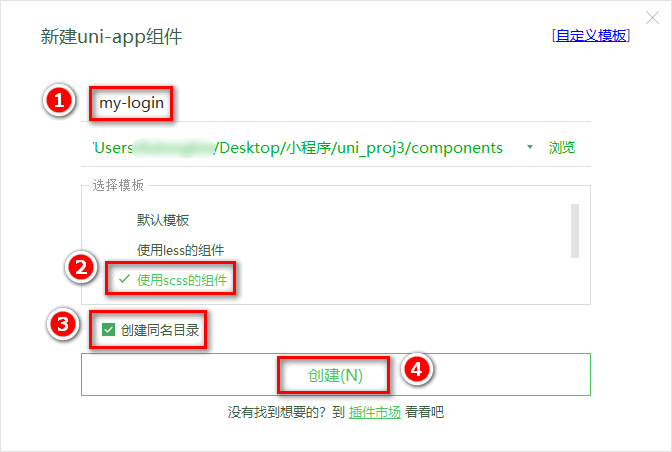 新建uni-app组件
[自定义模板]
1 my-login
/Users /Desktop/小程序/uni_proj3/components 浏览
选择模板
默认模板
使用less的组件
2 使用scss的组件
3 创建同名目录
创建(N) 4
没有找到想要的？到 插件市场 看看吧